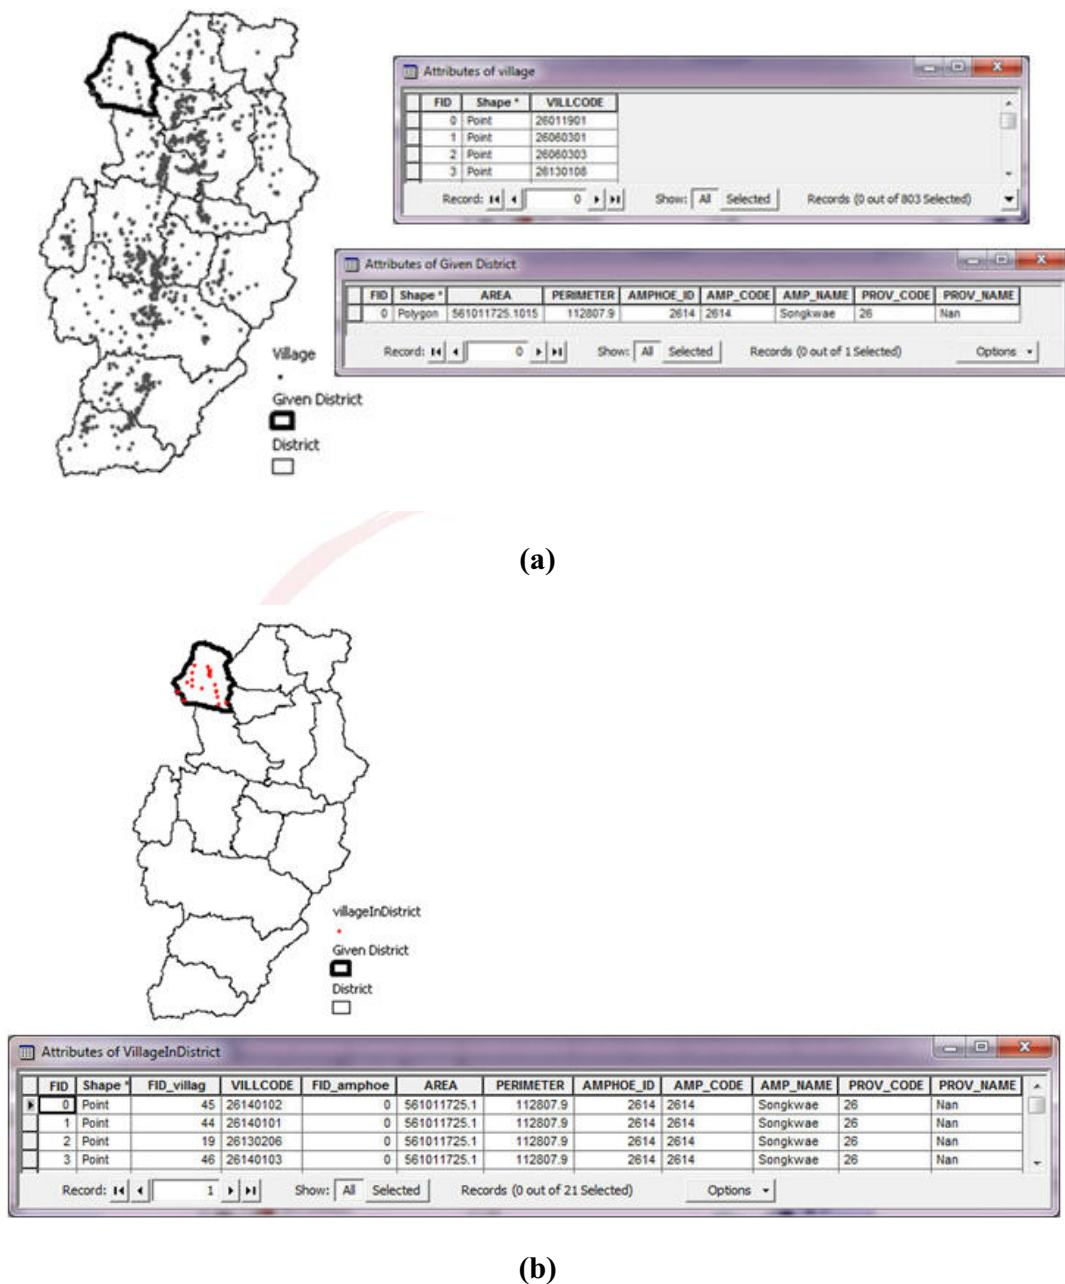 Attributes of village
FID Shape * VILLCODE
0 Point 26011901
1 Point 26060301
2 Point 26060303
3 Point 26130108
Record: 0 Show: All Selected Records (0 out of 803 Selected)
Attributes of Given District
FID Shape * AREA PERIMETER AMPHOE_ID AMP_CODE AMP_NAME PROV_CODE PROV_NAME
0 Polygon 561011725.1015 112807.9 2614 2614 Songkwae 26 Nan
Record: 0 Show: All Selected Records (0 out of 1 Selected) Options
Village
Given District
District
(a)
villageInDistrict
Given District
District
Attributes of VillageInDistrict
FID Shape * FID_villag VILLCODE FID_amphoe AREA PERIMETER AMPHOE_ID AMP_CODE AMP_NAME PROV_CODE PROV_NAME
0 Point 45 26140102 0 561011725.1 112807.9 2614 2614 Songkwae 26 Nan
1 Point 44 26140101 0 561011725.1 112807.9 2614 2614 Songkwae 26 Nan
2 Point 19 26130206 0 561011725.1 112807.9 2614 2614 Songkwae 26 Nan
3 Point 46 26140103 0 561011725.1 112807.9 2614 2614 Songkwae 26 Nan
Record: 1 Show: All Selected Records (0 out of 21 Selected) Options
(b)